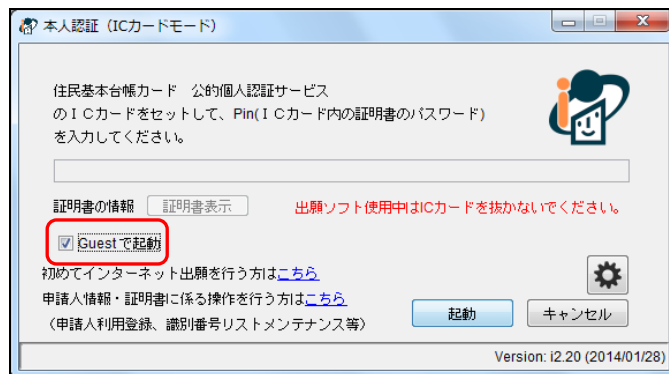 本人認証（ICカードモード）
住民基本台帳カード　公的個人認証サービス
のＩＣカードをセットして、Pin(ＩＣカード内の証明書のパスワード)
を入力してください。
証明書の情報 証明書表示 出願ソフト使用中はICカードを抜かないでください。
Guestで起動
初めてインターネット出願を行う方はこちら
申請人情報・証明書に係る操作を行う方はこちら
（申請人利用登録、識別番号リストメンテナンス等）
起動 キャンセル
Version: i2.20 (2014/01/28)